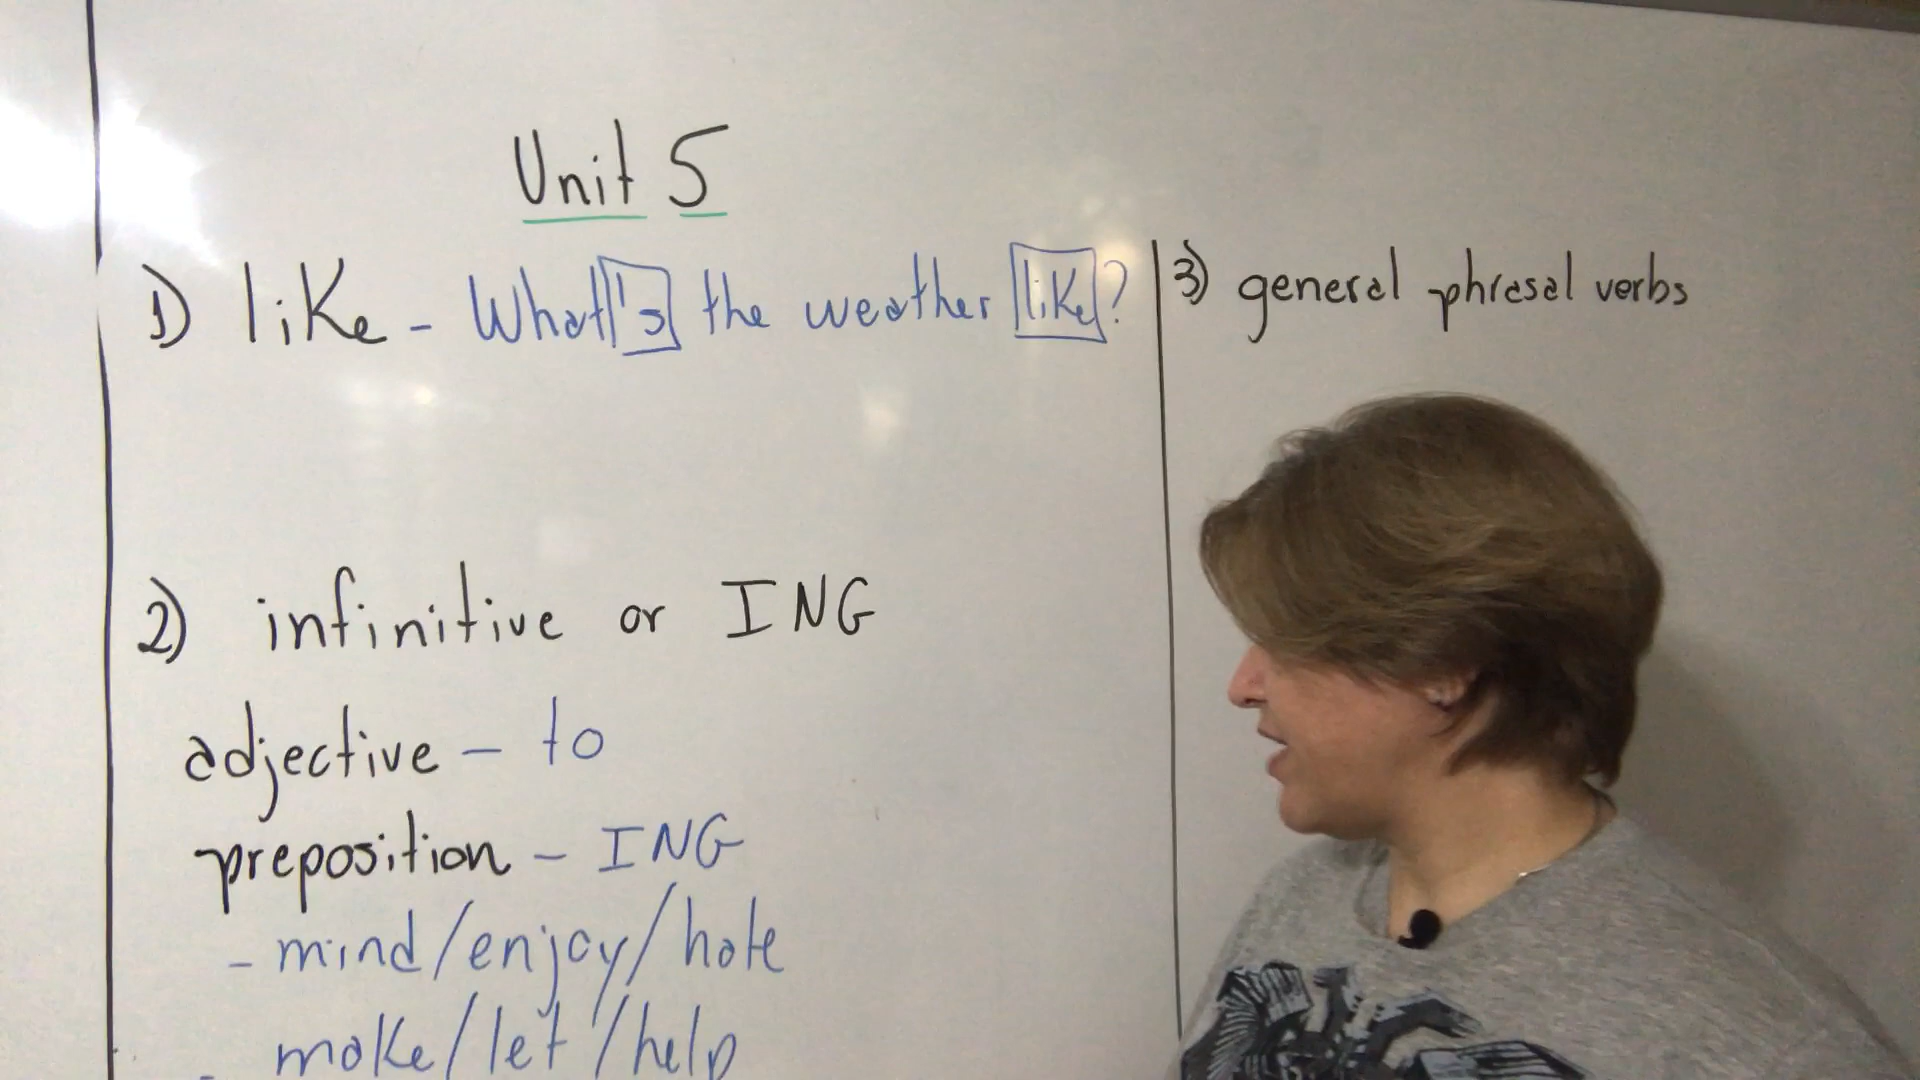 Unit 5
1) like - What's the weather like?
2) infinitive or ING
adjective - to
preposition - ING
- mind/enjoy/hate
- make/let/help
3) general phrasal verbs